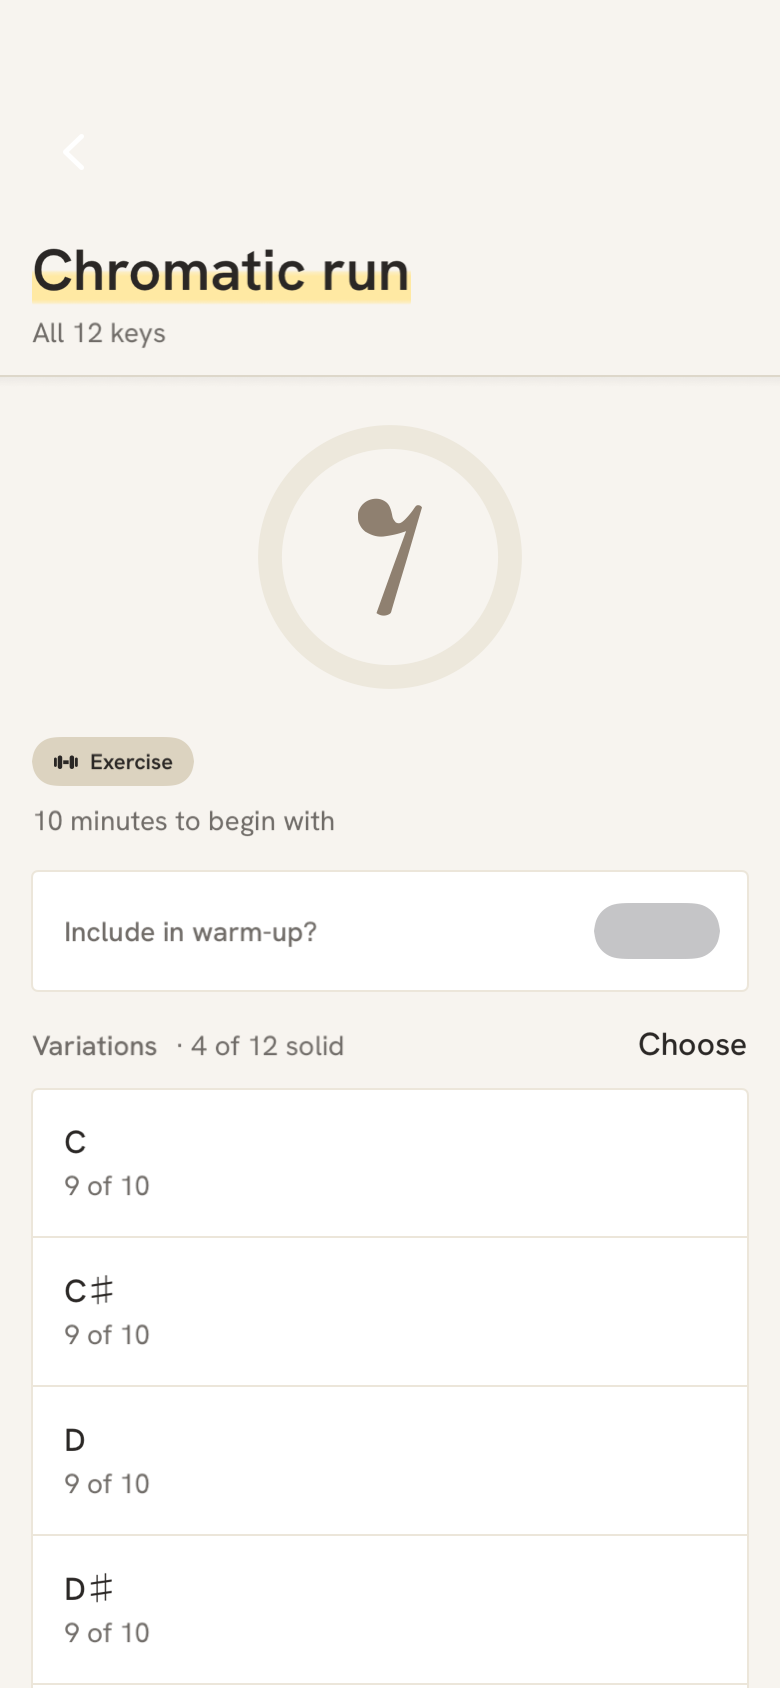 Chromatic run
All 12 keys
Exercise
10 minutes to begin with
Include in warm-up?
Variations · 4 of 12 solid
Choose
C
9 of 10
C♯
9 of 10
D
9 of 10
D♯
9 of 10